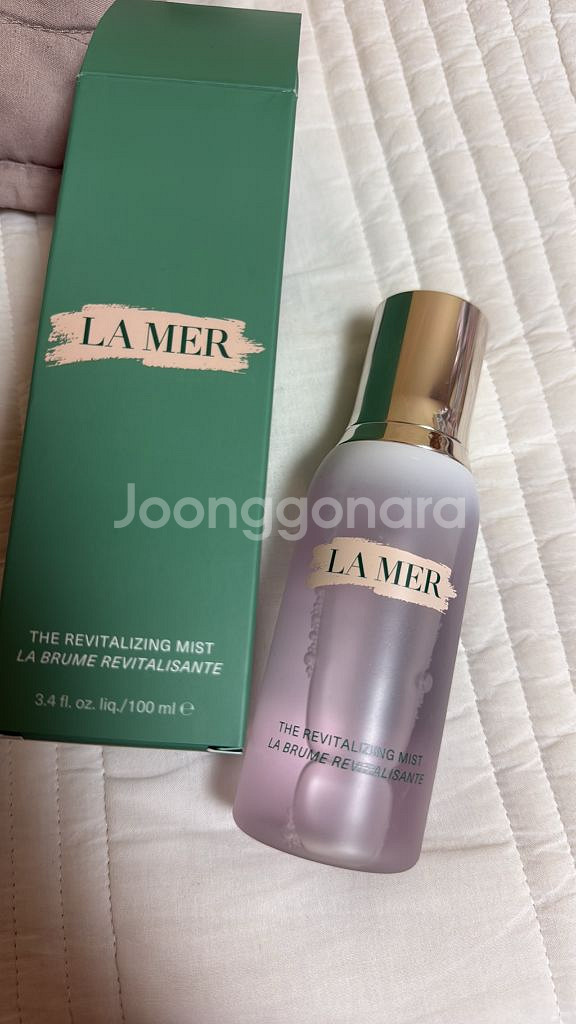 LA MER
THE REVITALIZING MIST
LA BRUME REVITALISANTE
3.4 fl. oz. liq./100 ml ℮
Joonggonara
LA MER
THE REVITALIZING MIST
LA BRUME REVITALISANTE